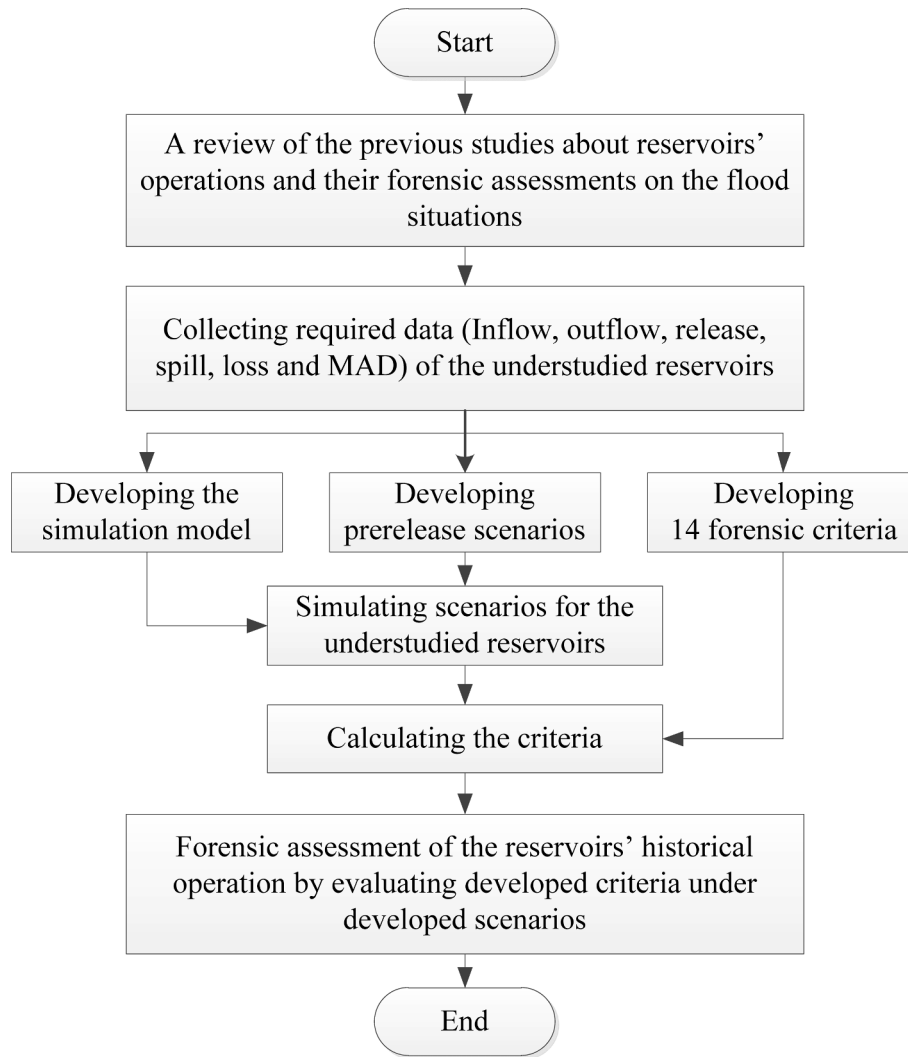 Start
A review of the previous studies about reservoirs’
operations and their forensic assessments on the flood
situations
Collecting required data (Inflow, outflow, release,
spill, loss and MAD) of the understudied reservoirs
Developing the
simulation model
Developing
prerelease scenarios
Developing
14 forensic criteria
Simulating scenarios for the
understudied reservoirs
Calculating the criteria
Forensic assessment of the reservoirs’ historical
operation by evaluating developed criteria under
developed scenarios
End